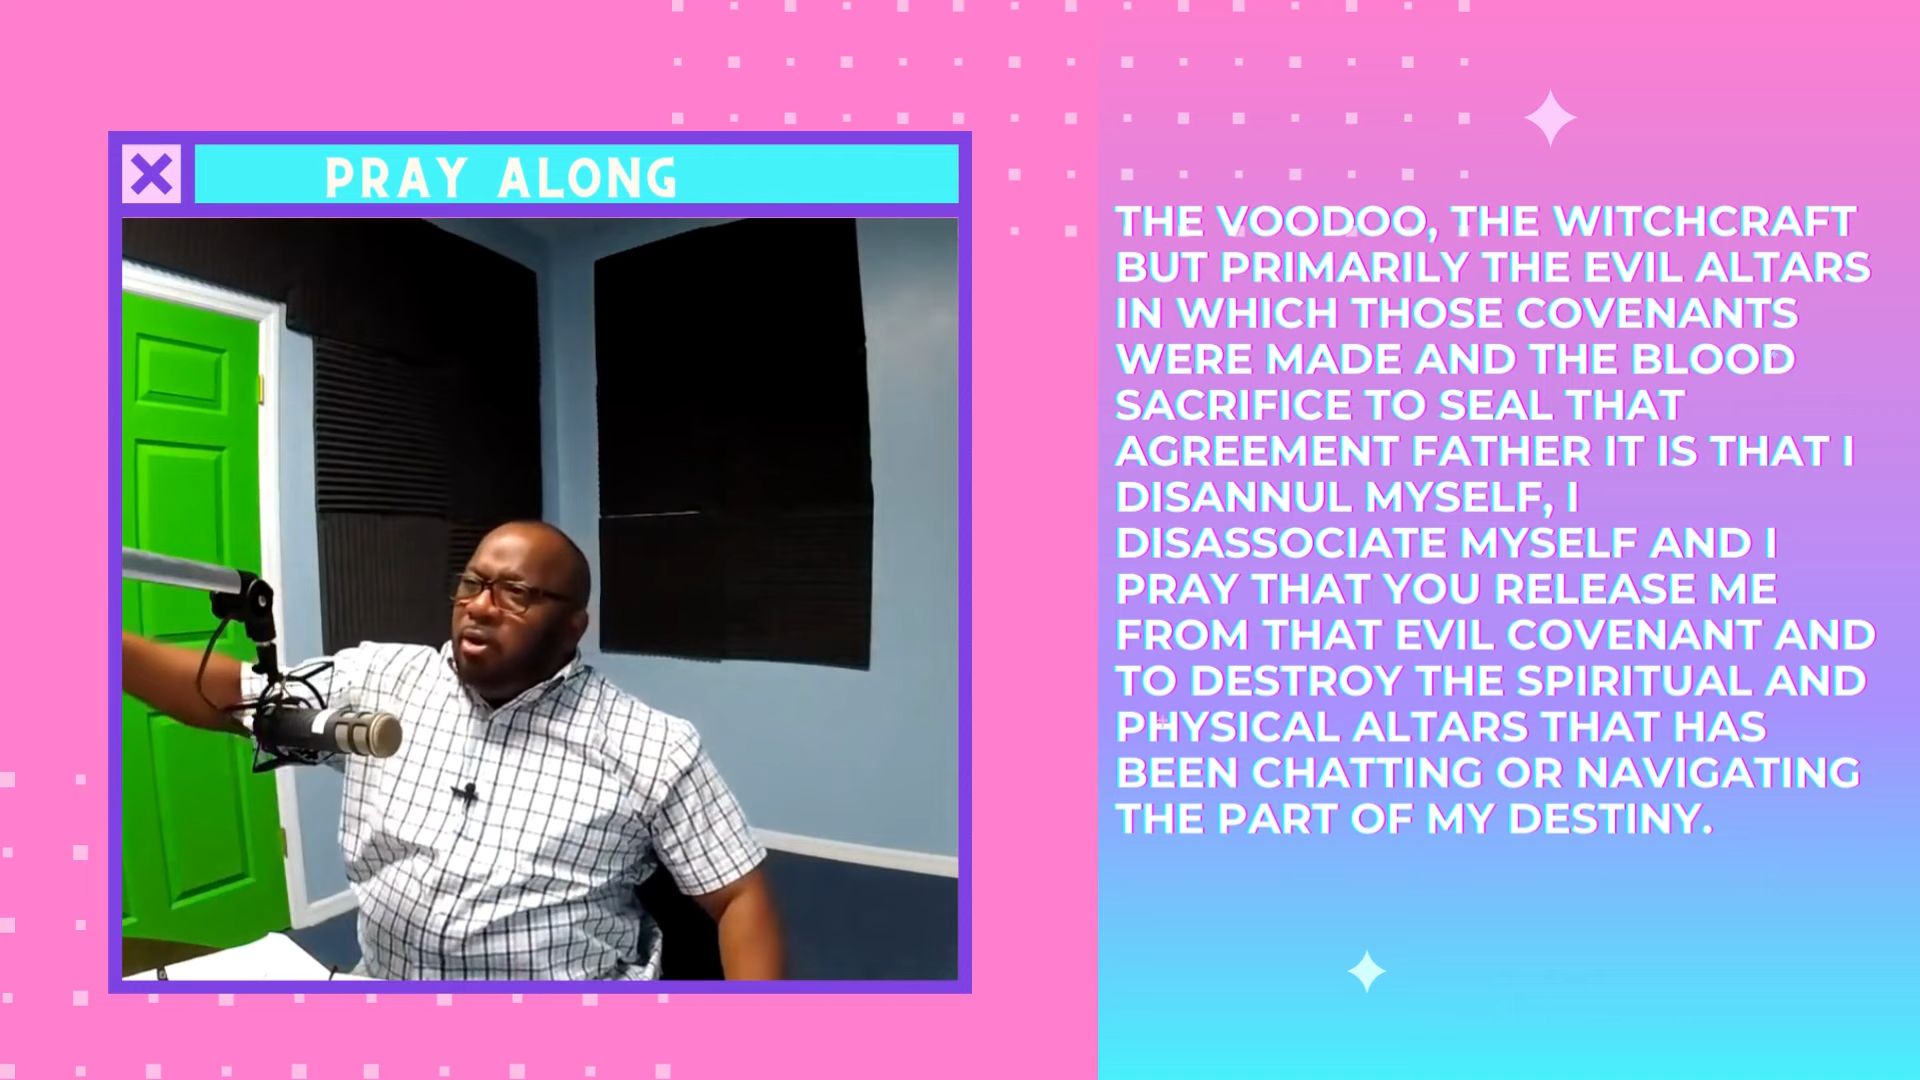 PRAY ALONG
THE VOODOO, THE WITCHCRAFT
BUT PRIMARILY THE EVIL ALTARS
IN WHICH THOSE COVENANTS
WERE MADE AND THE BLOOD
SACRIFICE TO SEAL THAT
AGREEMENT FATHER IT IS THAT I
DISANNUL MYSELF, I
DISASSOCIATE MYSELF AND I
PRAY THAT YOU RELEASE ME
FROM THAT EVIL COVENANT AND
TO DESTROY THE SPIRITUAL AND
PHYSICAL ALTARS THAT HAS
BEEN CHATTING OR NAVIGATING
THE PART OF MY DESTINY.